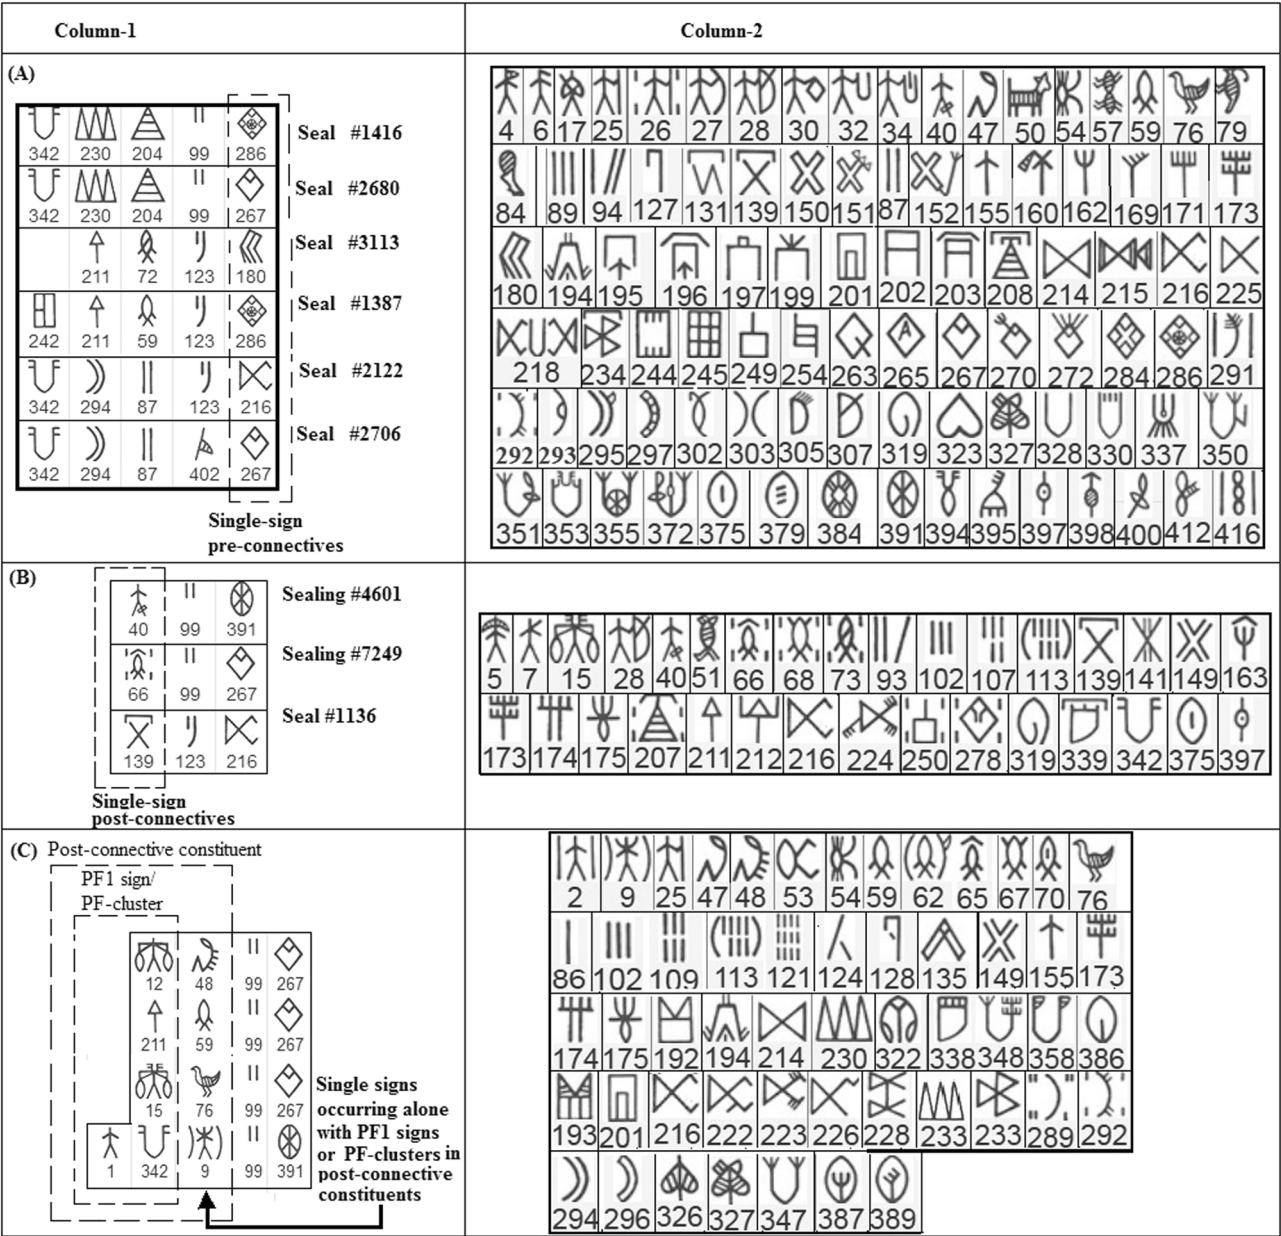 Column-1
Column-2
(A)
342 230 204 99 286
Seal #1416
342 230 204 99 267
Seal #2680
211 72 123 180
Seal #3113
242 211 59 123 286
Seal #1387
342 294 87 123 216
Seal #2122
342 294 87 402 267
Seal #2706
Single-sign
pre-connectives
4 6 17 25 26 27 28 30 32 34 40 47 50 54 57 59 76 79
84 89 94 127 131 139 150 151 87 152 155 160 162 169 171 173
180 194 195 196 197 199 201 202 203 208 214 215 216 225
218 234 244 245 249 254 263 265 267 270 272 284 286 291
292 293 295 297 302 303 305 307 319 323 327 328 330 337 350
351 353 355 372 375 379 384 391 394 395 397 398 400 412 416
(B)
40 99 391
Sealing #4601
66 99 267
Sealing #7249
139 123 216
Seal #1136
Single-sign
post-connectives
5 7 15 28 40 51 66 68 73 93 102 107 113 139 141 149 163
173 174 175 207 211 212 216 224 250 278 319 339 342 375 397
(C)
Post-connective constituent
PF1 sign/
PF-cluster
12 48 99 267
211 59 99 267
15 76 99 267
1 342 9 99 391
Single signs
occurring alone
with PF1 signs
or PF-clusters in
post-connective
constituents
2 9 25 47 48 53 54 59 62 65 67 70 76
86 102 109 113 121 124 128 135 149 155 173
174 175 192 194 214 230 322 338 348 358 386
193 201 216 222 223 226 228 233 233 289 292
294 296 326 327 347 387 389